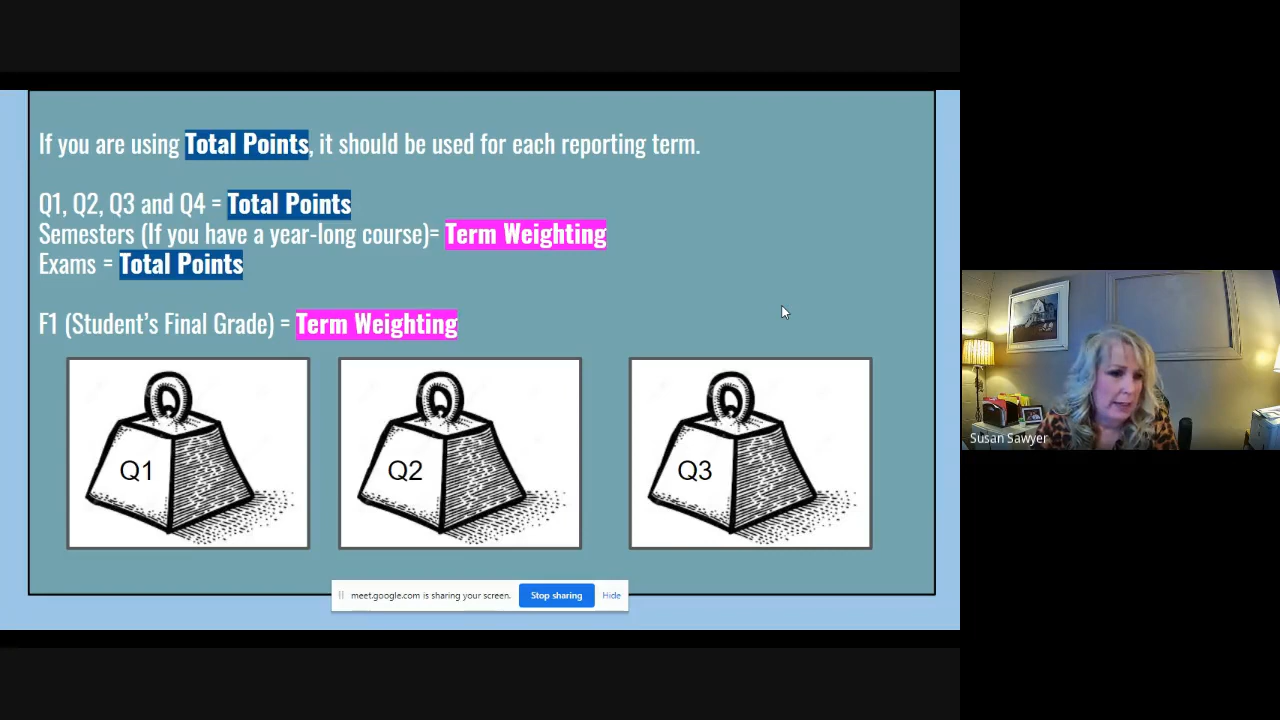 If you are using Total Points, it should be used for each reporting term.
Q1, Q2, Q3 and Q4 = Total Points
Semesters (If you have a year-long course)= Term Weighting
Exams = Total Points
F1 (Student’s Final Grade) = Term Weighting
Q1
Q2
Q3
meet.google.com is sharing your screen.
Stop sharing
Hide
Susan Sawyer